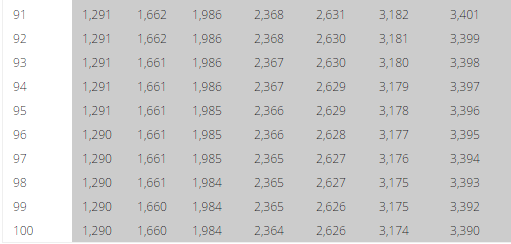 91 1,291 1,662 1,986 2,368 2,631 3,182 3,401
92 1,291 1,662 1,986 2,368 2,630 3,181 3,399
93 1,291 1,661 1,986 2,367 2,630 3,180 3,398
94 1,291 1,661 1,986 2,367 2,629 3,179 3,397
95 1,291 1,661 1,985 2,366 2,629 3,178 3,396
96 1,290 1,661 1,985 2,366 2,628 3,177 3,395
97 1,290 1,661 1,985 2,365 2,627 3,176 3,394
98 1,290 1,661 1,984 2,365 2,627 3,175 3,393
99 1,290 1,660 1,984 2,365 2,626 3,175 3,392
100 1,290 1,660 1,984 2,364 2,626 3,174 3,390